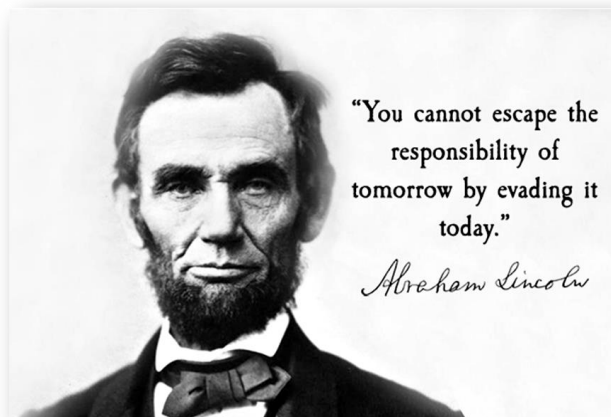 “You cannot escape the
responsibility of
tomorrow by evading it
today.”
Abraham Lincoln